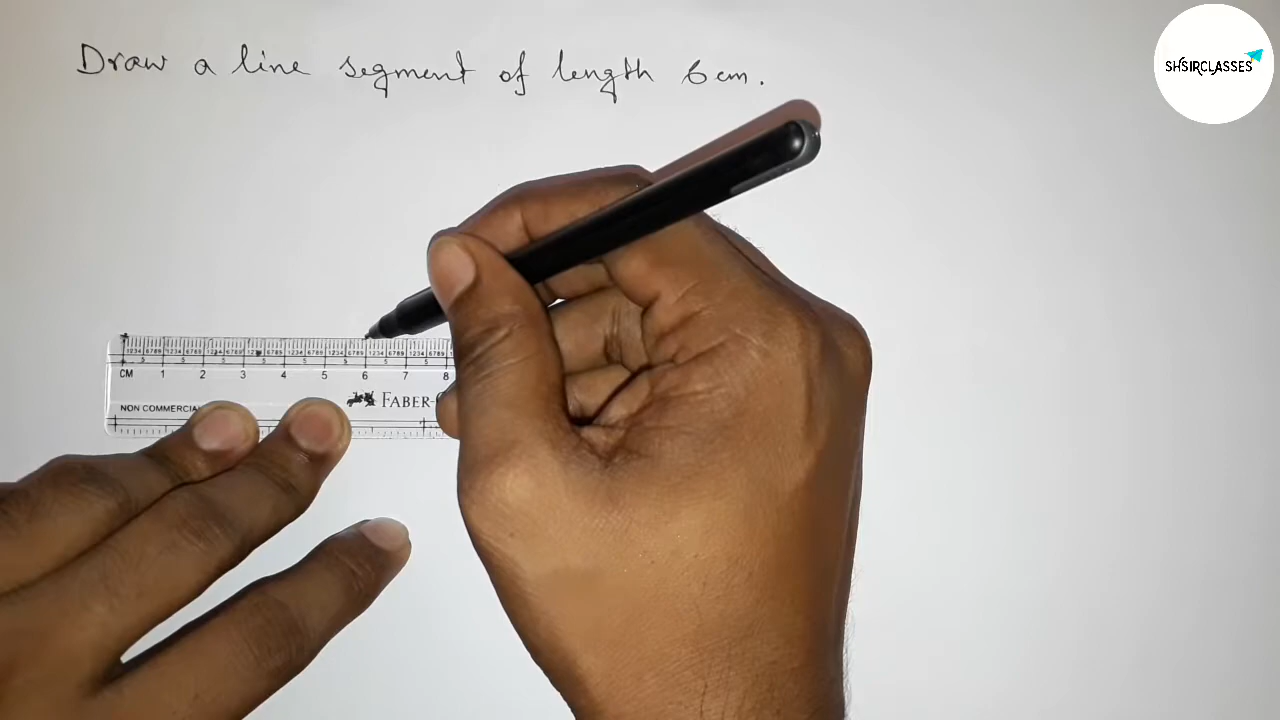 Draw a line segment of length 6 cm.
SHSIRCLASSES
CM 1 2 3 4 5 6 7 8
FABER-
NON COMMERCIAL